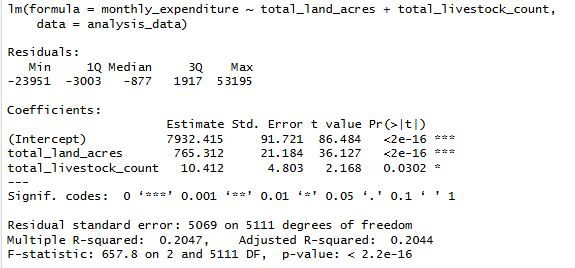 lm(formula = monthly_expenditure ~ total_land_acres + total_livestock_count,
    data = analysis_data)
Residuals:
   Min     1Q Median     3Q    Max
-23951  -3003   -877   1917  53195
Coefficients:
                      Estimate Std. Error t value Pr(>|t|)
(Intercept)           7932.415     91.721  86.484   <2e-16 ***
total_land_acres       765.312     21.184  36.127   <2e-16 ***
total_livestock_count   10.412      4.803   2.168   0.0302 *
---
Signif. codes:  0 ‘***’ 0.001 ‘**’ 0.01 ‘*’ 0.05 ‘.’ 0.1 ‘ ’ 1
Residual standard error: 5069 on 5111 degrees of freedom
Multiple R-squared:  0.2047,    Adjusted R-squared:  0.2044
F-statistic: 657.8 on 2 and 5111 DF,  p-value: < 2.2e-16